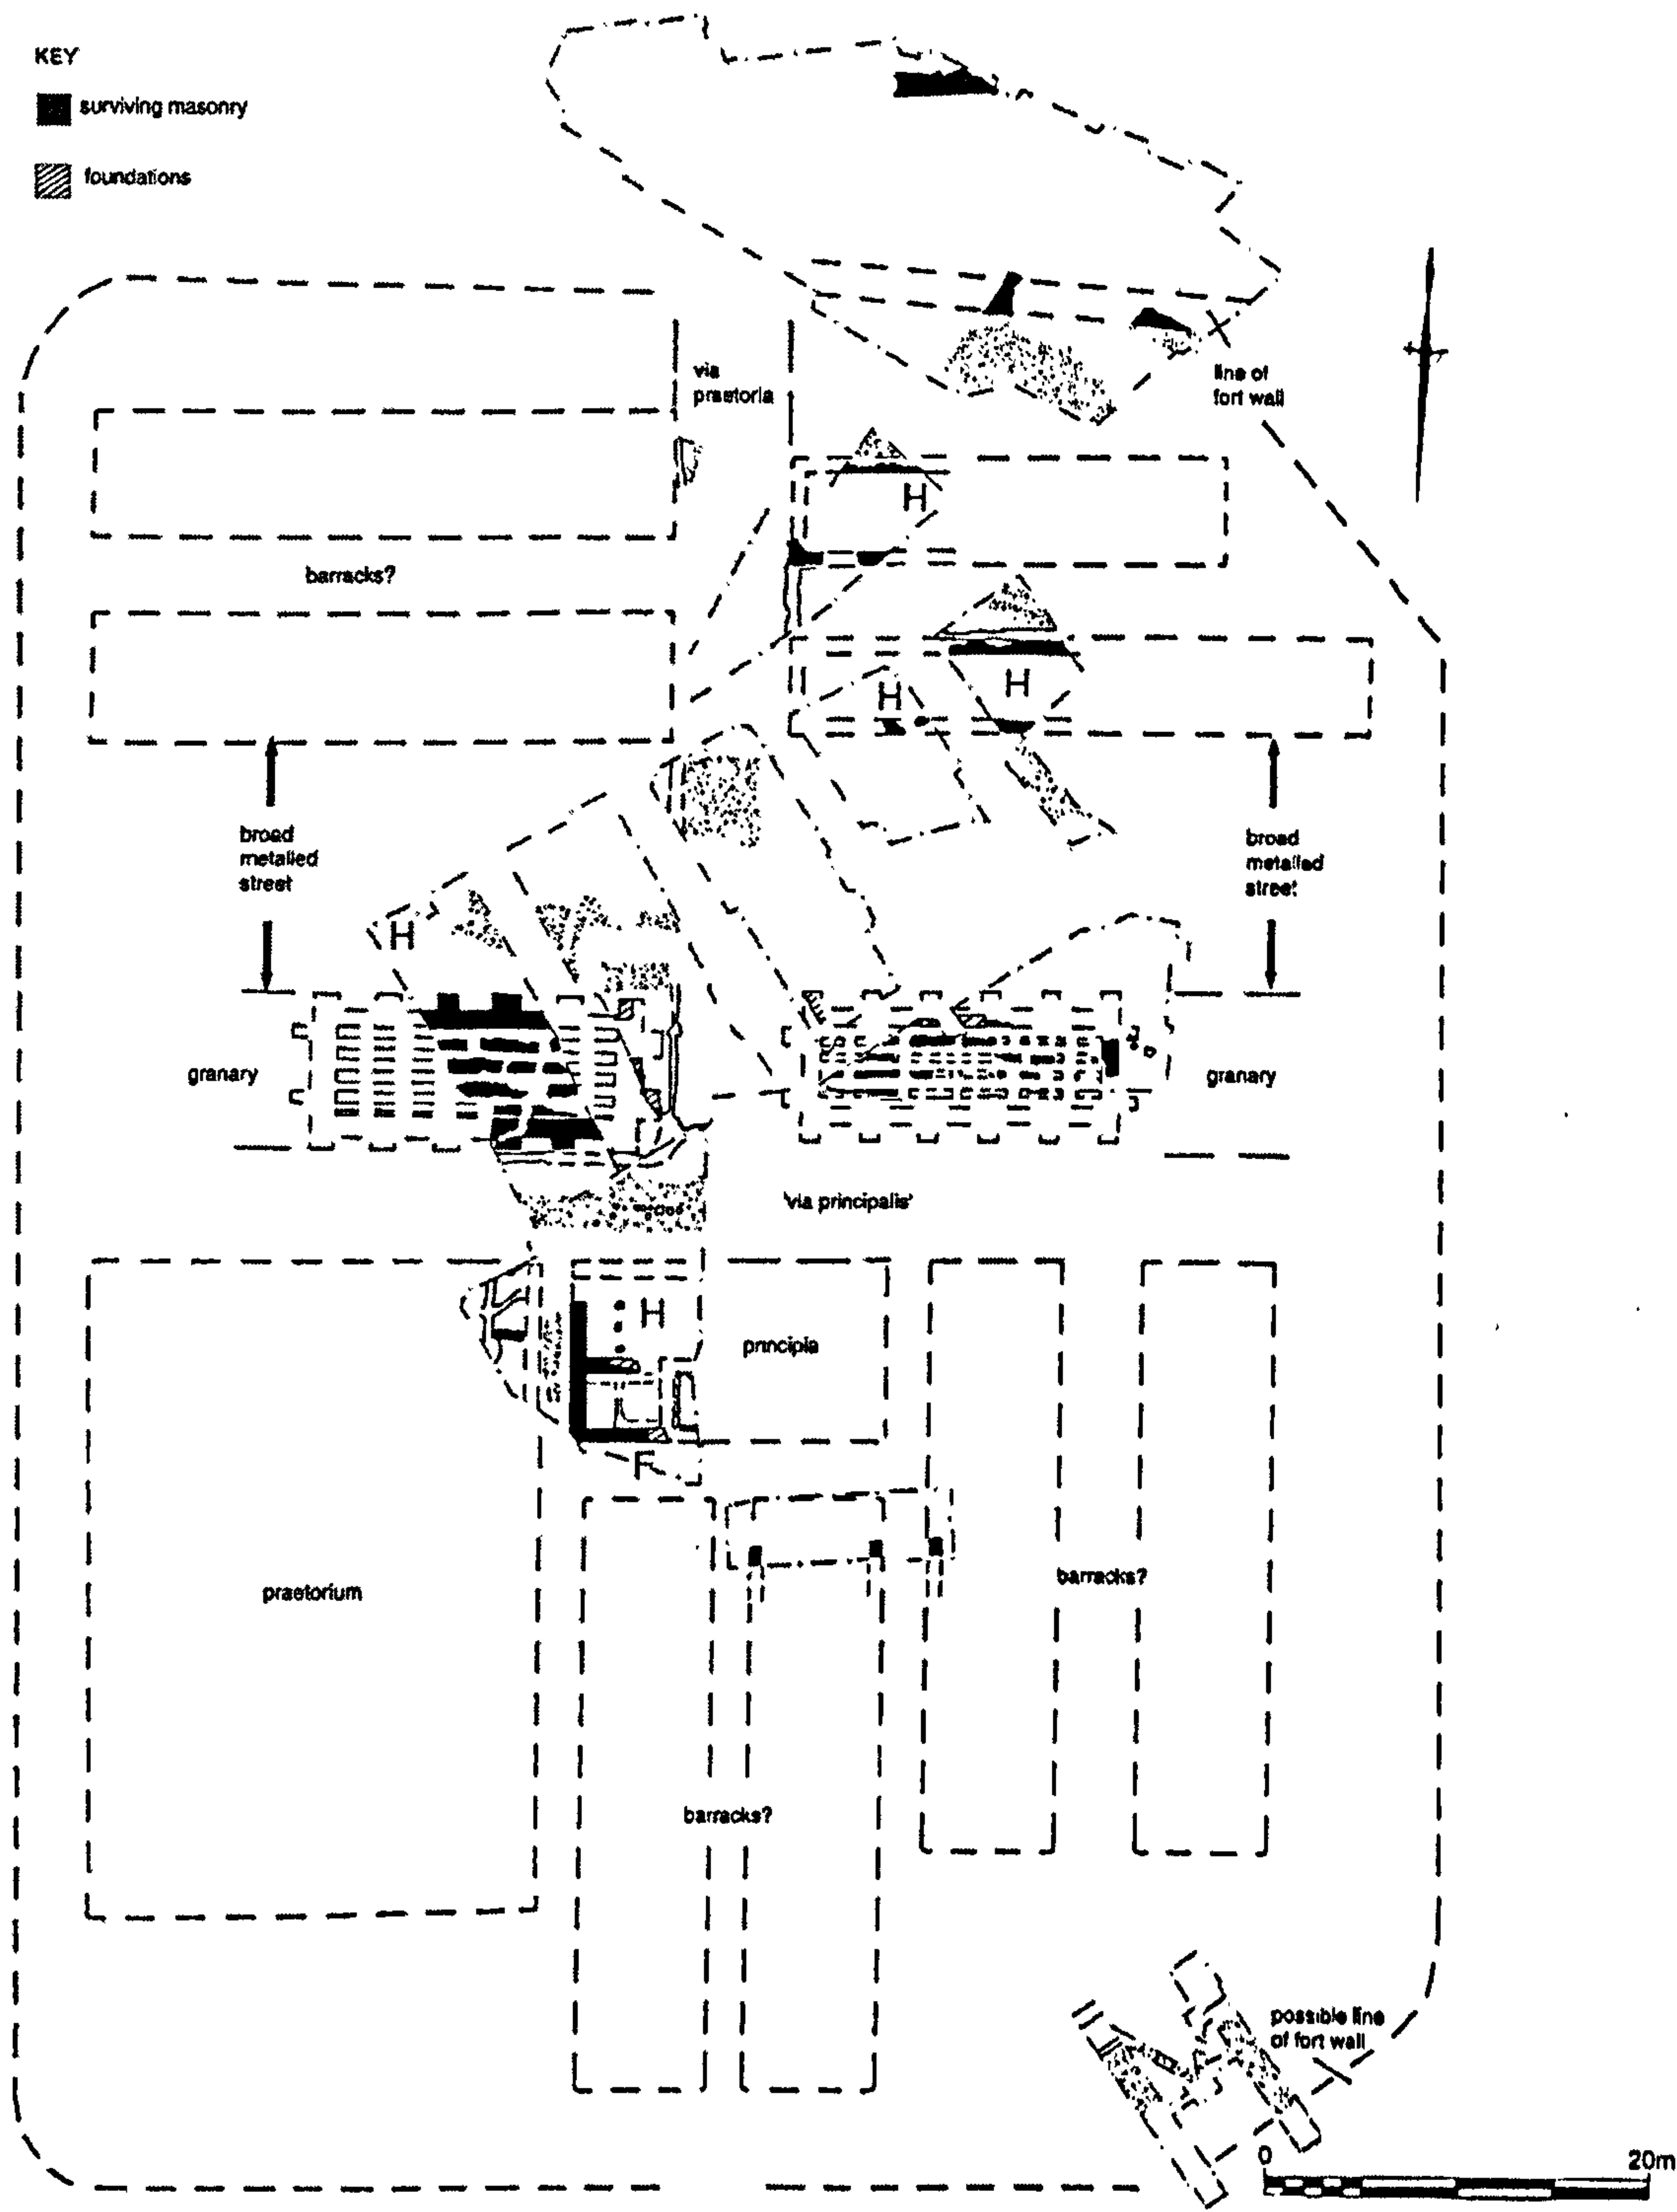 KEY
surviving masonry
foundations
via
praetoria
line of
fort wall
H
barracks?
H
H
broad
metalled
street
broad
metalled
street
H
granary
granary
'via principalis'
H
principia
F
praetorium
barracks?
barracks?
possible line
of fort wall
0 20m